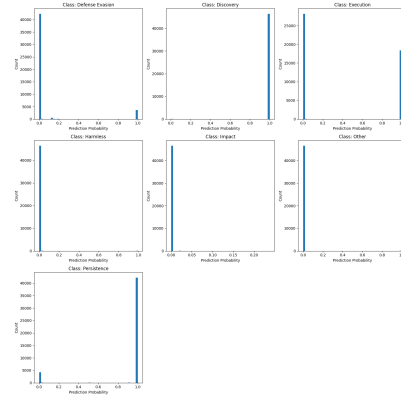 Class: Defense Evasion
Count
40000
35000
30000
25000
20000
15000
10000
5000
0
0.0 0.2 0.4 0.6 0.8 1.0
Prediction Probability
Class: Discovery
Count
40000
30000
20000
10000
0
0.0 0.2 0.4 0.6 0.8 1.0
Prediction Probability
Class: Execution
Count
25000
20000
15000
10000
5000
0
0.0 0.2 0.4 0.6 0.8
Prediction Probability
Class: Harmless
Count
40000
30000
20000
10000
0
0.0 0.2 0.4 0.6 0.8 1.0
Prediction Probability
Class: Impact
Count
40000
30000
20000
10000
0
0.00 0.05 0.10 0.15 0.20
Prediction Probability
Class: Other
Count
40000
30000
20000
10000
0
0.0 0.2 0.4 0.6 0.8
Prediction Probability
Class: Persistence
Count
40000
35000
30000
25000
20000
15000
10000
5000
0
0.0 0.2 0.4 0.6 0.8 1.0
Prediction Probability